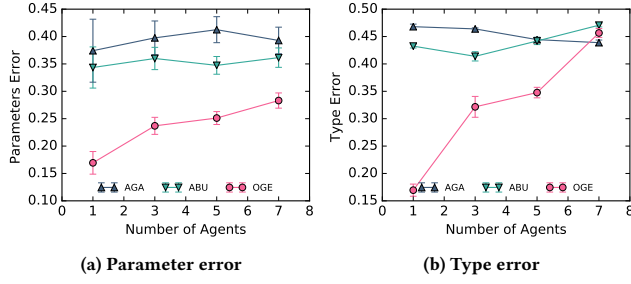 0.45
0.40
0.35
0.30
0.25
0.20
0.15
0.10
Parameters Error
AGA ABU OGE
0 1 2 3 4 5 6 7 8
Number of Agents
(a) Parameter error
0.50
0.45
0.40
0.35
0.30
0.25
0.20
0.15
Type Error
AGA ABU OGE
0 1 2 3 4 5 6 7 8
Number of Agents
(b) Type error